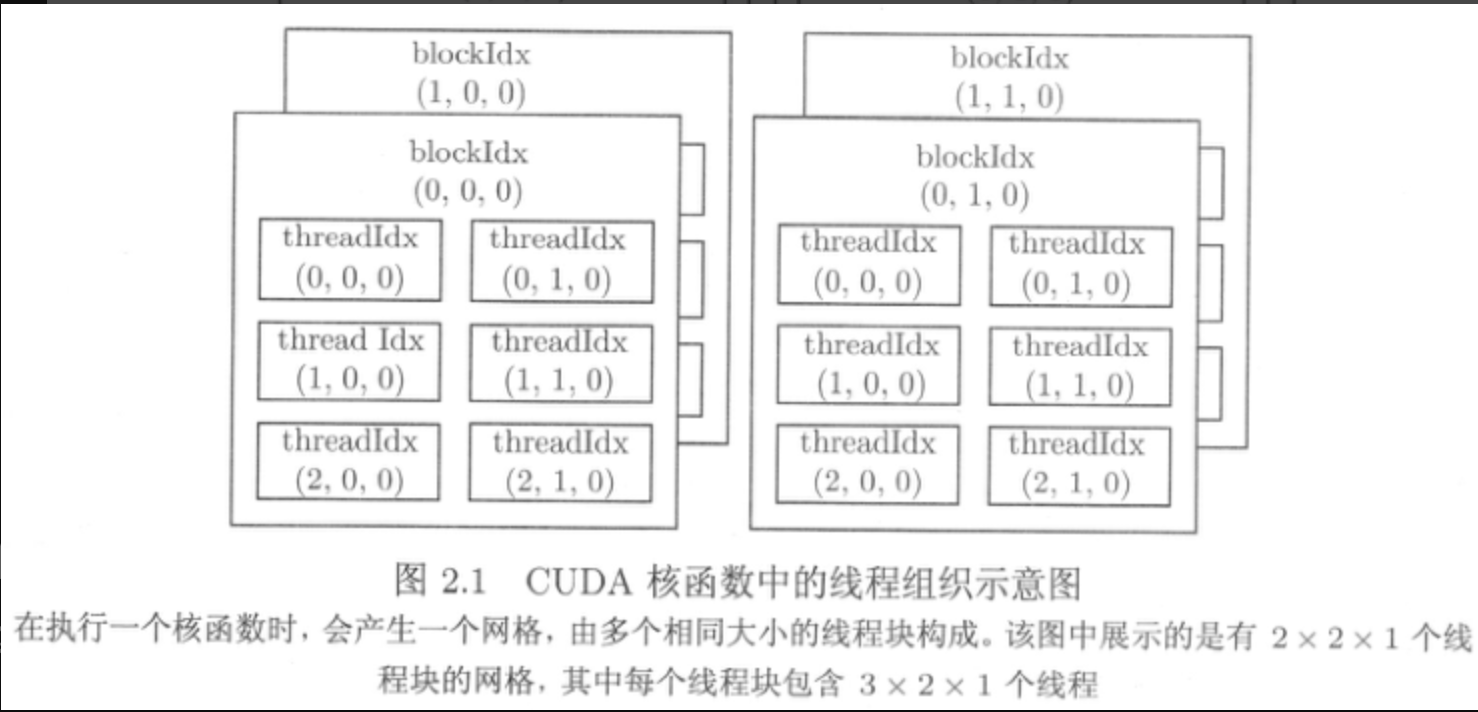 blockIdx
(1, 0, 0)
blockIdx
(1, 1, 0)
blockIdx
(0, 0, 0)
threadIdx
(0, 0, 0)
threadIdx
(0, 1, 0)
thread Idx
(1, 0, 0)
threadIdx
(1, 1, 0)
threadIdx
(2, 0, 0)
threadIdx
(2, 1, 0)
blockIdx
(0, 1, 0)
threadIdx
(0, 0, 0)
threadIdx
(0, 1, 0)
threadIdx
(1, 0, 0)
threadIdx
(1, 1, 0)
threadIdx
(2, 0, 0)
threadIdx
(2, 1, 0)
图 2.1 CUDA 核函数中的线程组织示意图
在执行一个核函数时, 会产生一个网格, 由多个相同大小的线程块构成。该图中展示的是有 2 × 2 × 1 个线
程块的网格, 其中每个线程块包含 3 × 2 × 1 个线程